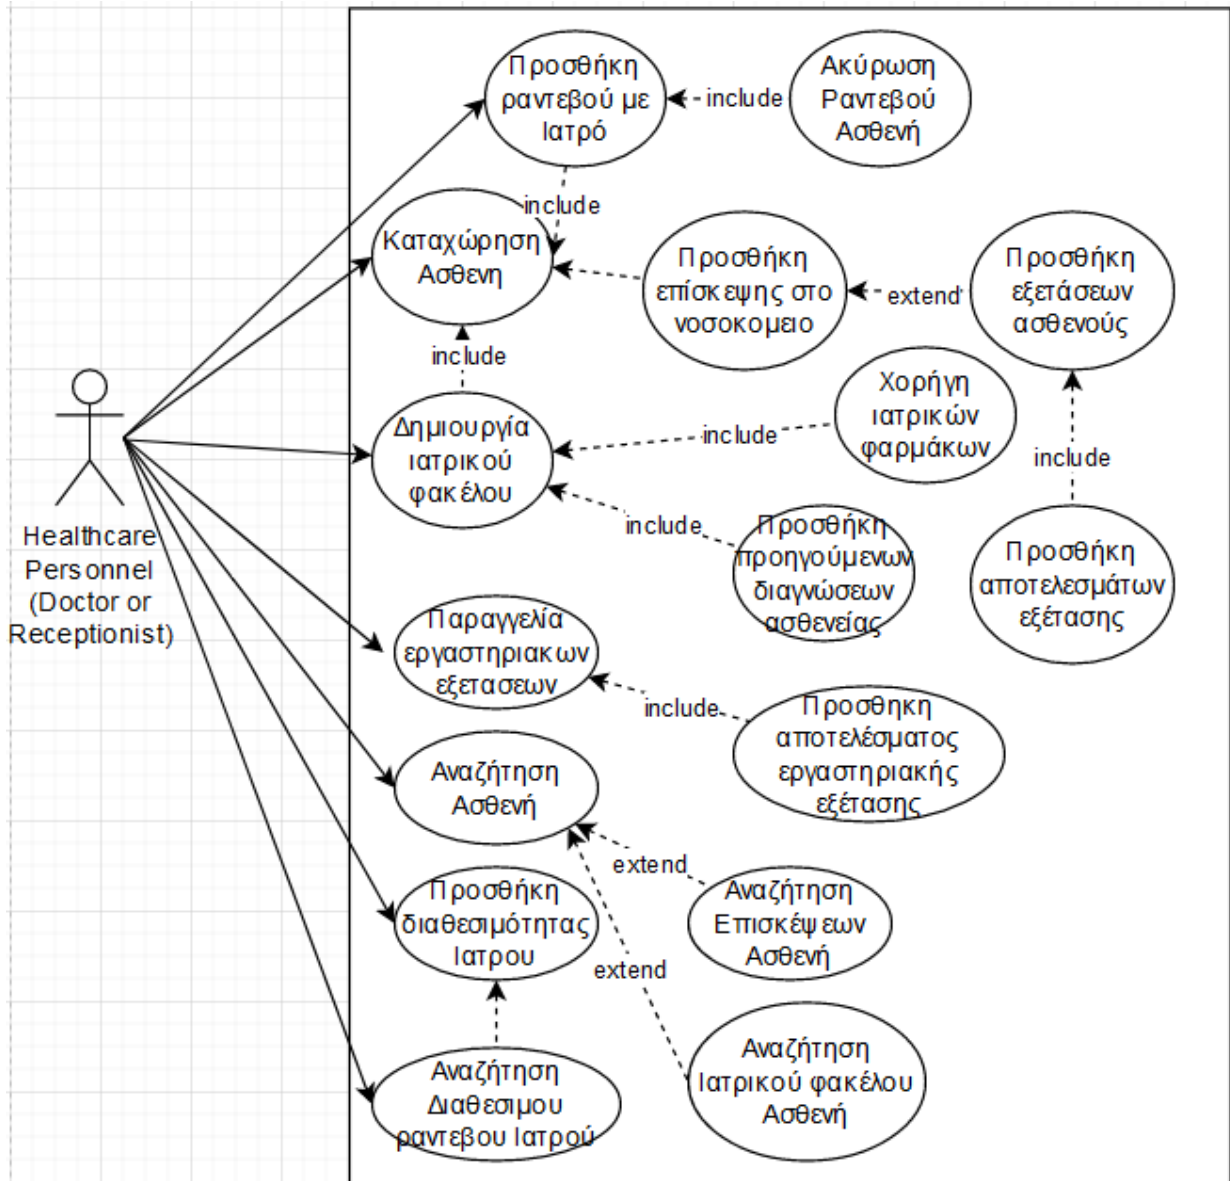 Προσθήκη
ραντεβού με
Ιατρό
include
Ακύρωση
Ραντεβού
Ασθενή
include
Καταχώρηση
Ασθενη
Προσθήκη
επίσκεψης στο
νοσοκομειο
extend
Προσθήκη
εξετάσεων
ασθενούς
include
Χορήγη
ιατρικών
φαρμάκων
include
Δημιουργία
ιατρικού
φακέλου
include
Προσθήκη
προηγούμενων
διαγνώσεων
ασθενείας
include
Προσθήκη
αποτελεσμάτων
εξέτασης
Healthcare
Personnel
(Doctor or
Receptionist)
Παραγγελία
εργαστηριακων
εξετασεων
include
Προσθηκη
αποτελέσματος
εργαστηριακής
εξέτασης
Αναζήτηση
Ασθενή
extend
Αναζήτηση
Επισκέψεων
Ασθενή
Προσθήκη
διαθεσιμότητας
Ιατρου
extend
Αναζήτηση
Ιατρικού φακέλου
Ασθενή
Αναζήτηση
Διαθεσιμου
ραντεβου Ιατρού